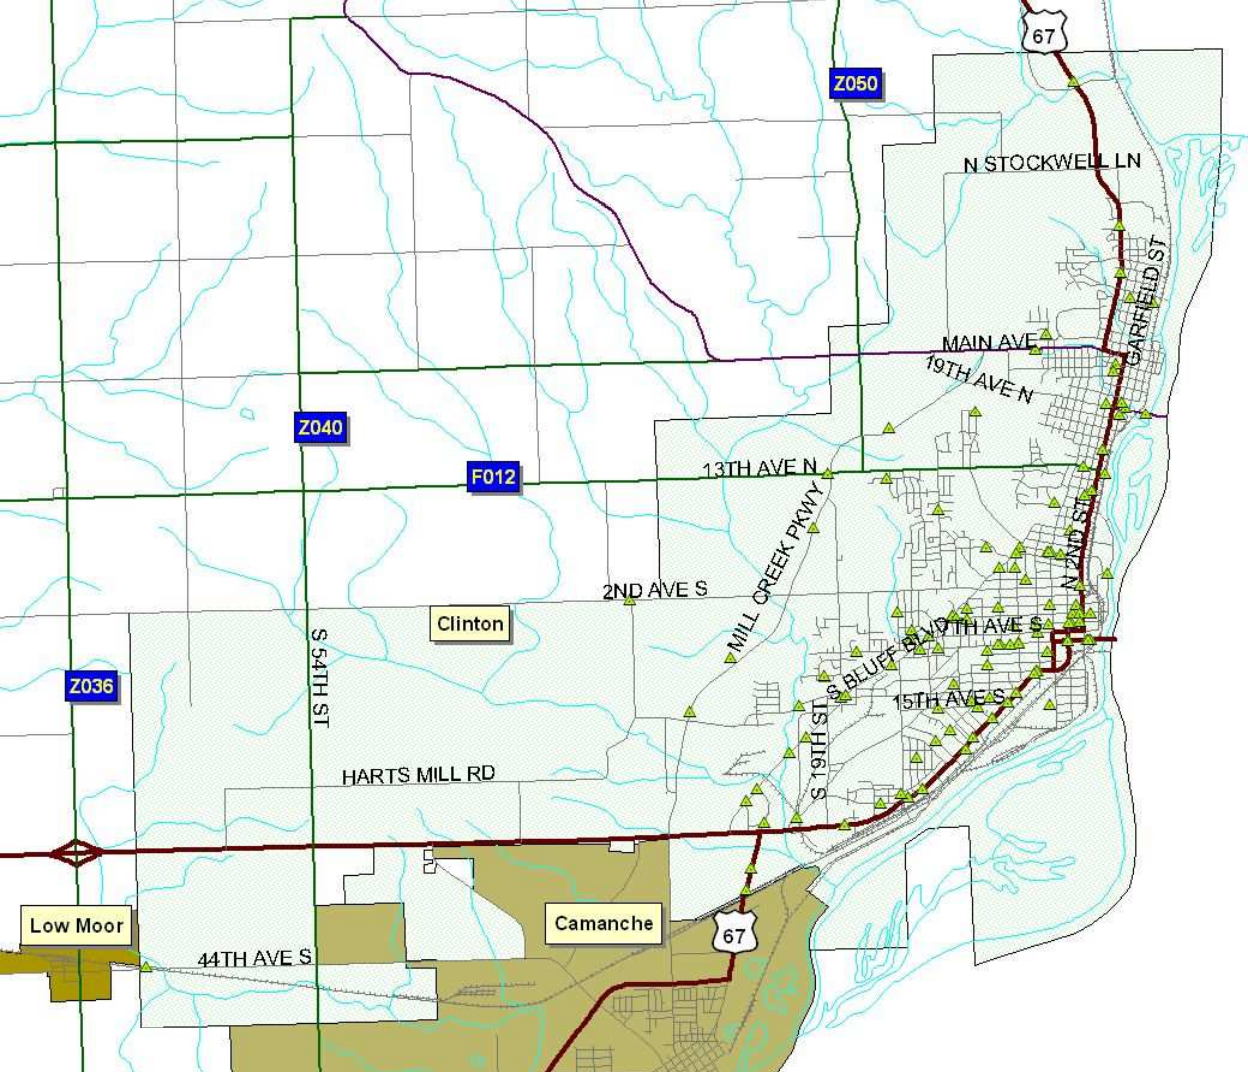 67
Z050
N STOCKWELL LN
GARFIELD ST
MAIN AVE
19TH AVE N
Z040
13TH AVE N
F012
MILL CREEK PKWY
N 2ND ST
2ND AVE S
Clinton
7TH AVE S
S BLUFF BLVD
S 54TH ST
Z036
15TH AVE S
S 19TH ST
HARTS MILL RD
Low Moor
Camanche
67
44TH AVE S